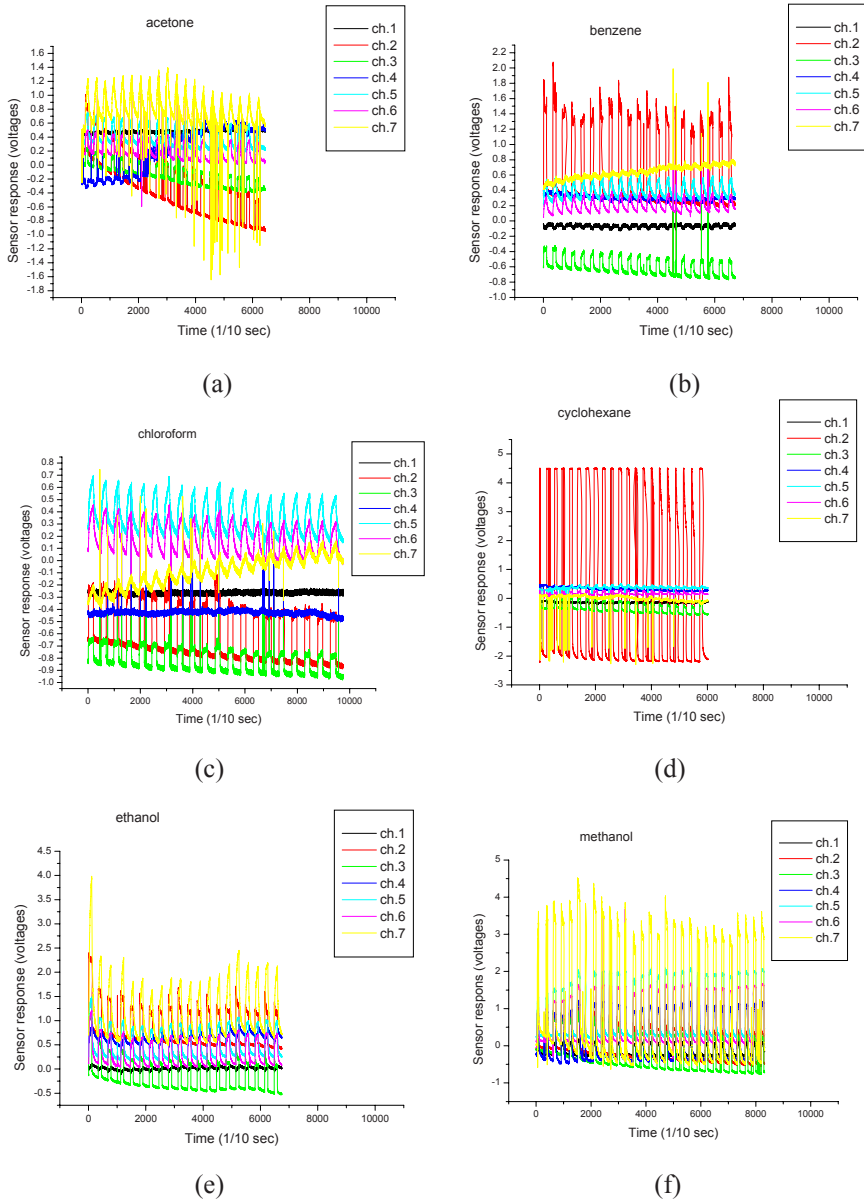 acetone
ch.1
ch.2
ch.3
ch.4
ch.5
ch.6
ch.7
Sensor response (voltages)
1.6
1.4
1.2
1.0
0.8
0.6
0.4
0.2
0.0
-0.2
-0.4
-0.6
-0.8
-1.0
-1.2
-1.4
-1.6
-1.8
0 2000 4000 6000 8000 10000
Time (1/10 sec)
(a)
benzene
ch.1
ch.2
ch.3
ch.4
ch.5
ch.6
ch.7
Sensor response (voltages)
2.2
2.0
1.8
1.6
1.4
1.2
1.0
0.8
0.6
0.4
0.2
0.0
-0.2
-0.4
-0.6
-0.8
-1.0
0 2000 4000 6000 8000 10000
Time (1/10 sec)
(b)
chloroform
ch.1
ch.2
ch.3
ch.4
ch.5
ch.6
ch.7
Sensor response (voltages)
0.8
0.7
0.6
0.5
0.4
0.3
0.2
0.1
0.0
-0.1
-0.2
-0.3
-0.4
-0.5
-0.6
-0.7
-0.8
-0.9
-1.0
0 2000 4000 6000 8000 10000
Time (1/10 sec)
(c)
cyclohexane
ch.1
ch.2
ch.3
ch.4
ch.5
ch.6
ch.7
Sensor response (voltages)
5
4
3
2
1
0
-1
-2
-3
0 2000 4000 6000 8000 10000
Time (1/10 sec)
(d)
ethanol
ch.1
ch.2
ch.3
ch.4
ch.5
ch.6
ch.7
Sensor response (voltages)
4.5
4.0
3.5
3.0
2.5
2.0
1.5
1.0
0.5
0.0
-0.5
0 2000 4000 6000 8000 10000
Time (1/10 sec)
(e)
methanol
ch.1
ch.2
ch.3
ch.4
ch.5
ch.6
ch.7
Sensor respons (voltages)
5
4
3
2
1
0
-1
0 2000 4000 6000 8000 10000
Time (1/10 sec)
(f)